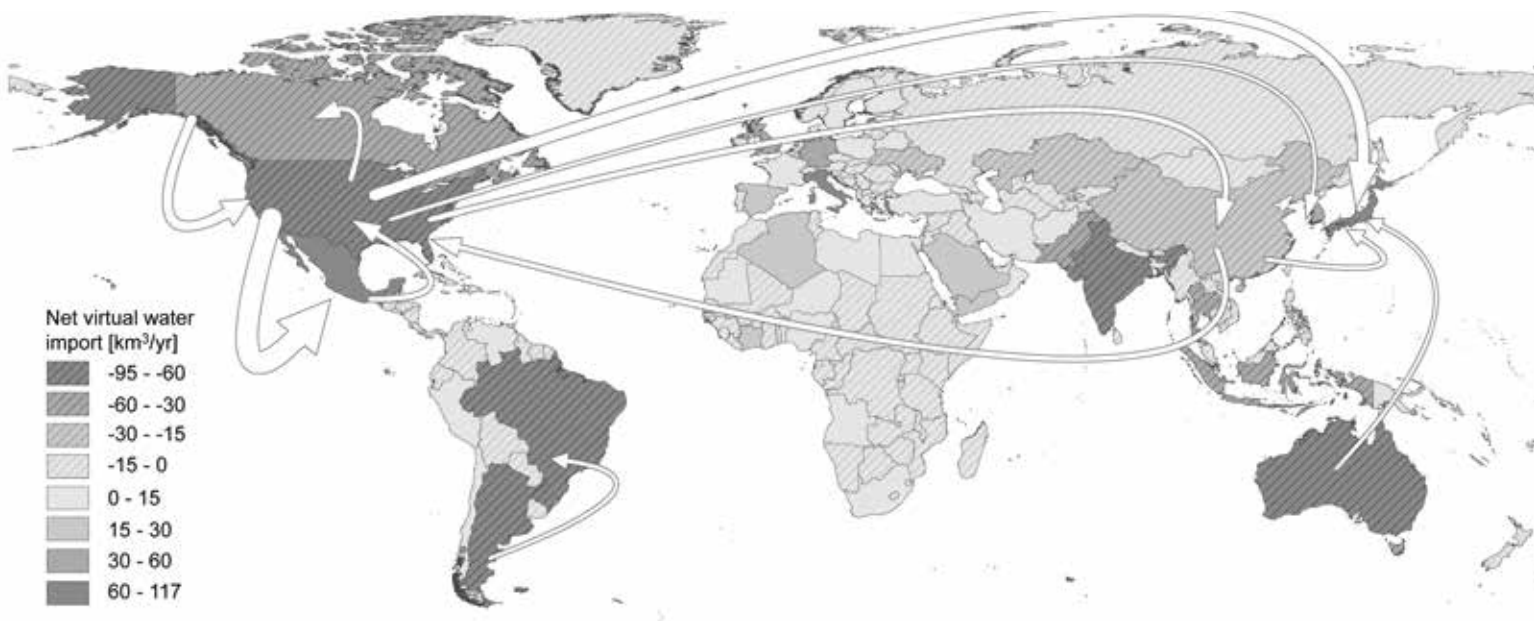 Net virtual water
import [km³/yr]
-95 - -60
-60 - -30
-30 - -15
-15 - 0
0 - 15
15 - 30
30 - 60
60 - 117